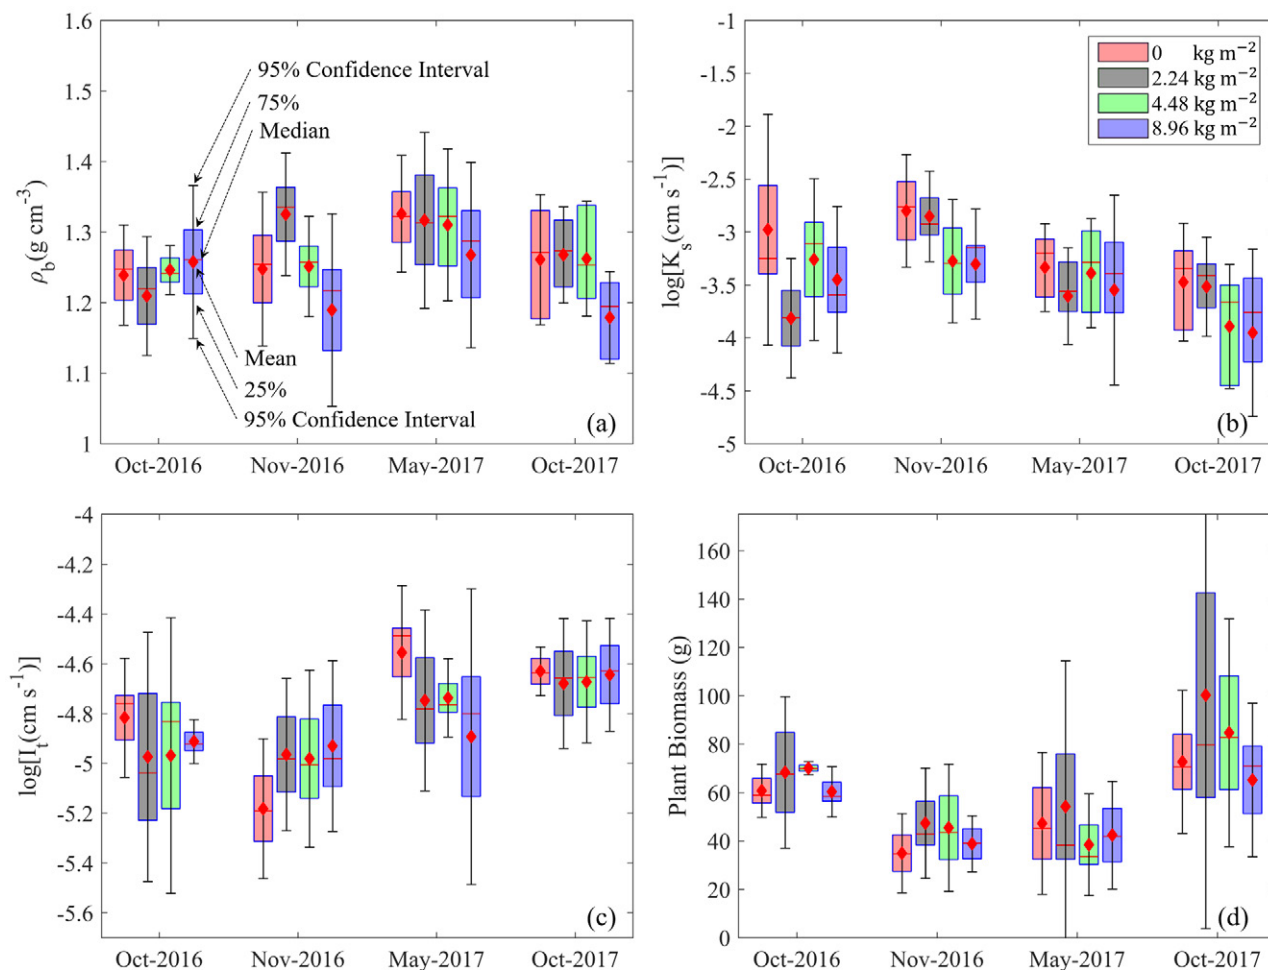 1.6
1.5
1.4
1.3
1.2
1.1
1
ρb(g cm−3)
95% Confidence Interval
75%
Median
Mean
25%
95% Confidence Interval
(a)
Oct-2016 Nov-2016 May-2017 Oct-2017
-1
-1.5
-2
-2.5
-3
-3.5
-4
-4.5
-5
log[Ks(cm s-1)]
0 kg m−2
2.24 kg m−2
4.48 kg m−2
8.96 kg m−2
(b)
Oct-2016 Nov-2016 May-2017 Oct-2017
-4
-4.2
-4.4
-4.6
-4.8
-5
-5.2
-5.4
-5.6
log[It(cm s-1)]
(c)
Oct-2016 Nov-2016 May-2017 Oct-2017
160
140
120
100
80
60
40
20
0
Plant Biomass (g)
(d)
Oct-2016 Nov-2016 May-2017 Oct-2017